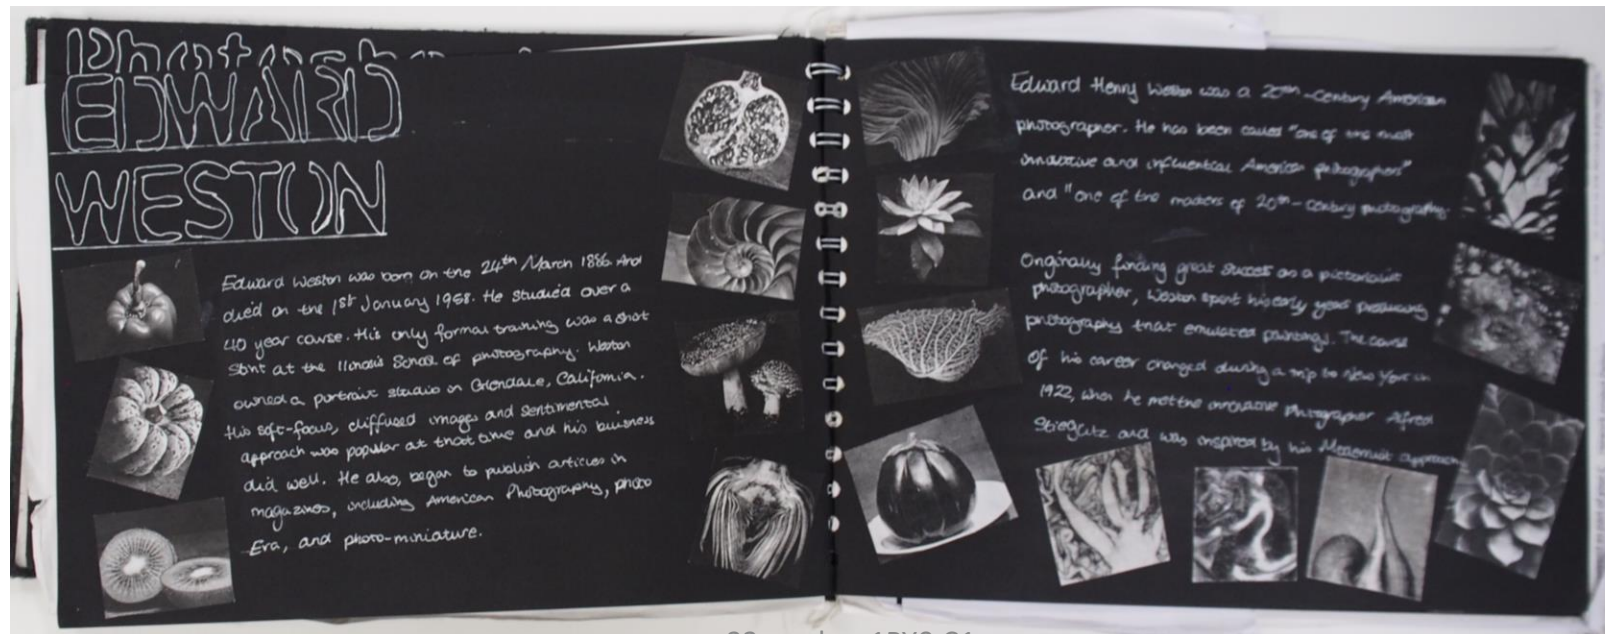 EDWARD
WESTON
Edward Weston was born on the 24th March 1886. And
died on the 1st January 1958. He studied over a
40 year course. His only formal training was a shot
stint at the Ilinois School of photography. Weston
owned a portrait studio in Glendale, California.
His soft-focus, diffused images and sentimental
approach was popular at that time and his buisness
did well. He also, began to publish articles in
magazines, including American Photography, photo
Era, and photo-miniature.
Edward Henry Weston was a 20th-Century American
photographer. He has been called "one of the most
innovative and influential American photographers"
and "one of the masters of 20th-Century photography.
Originally finding great success as a pictorialist
photographer, Weston spent his early years producing
photography that emulated paintings. The course
of his career changed during a trip to New York in
1922, when he met the innovative photographer Alfred
Stieglitz and was inspired by his Modernist approach